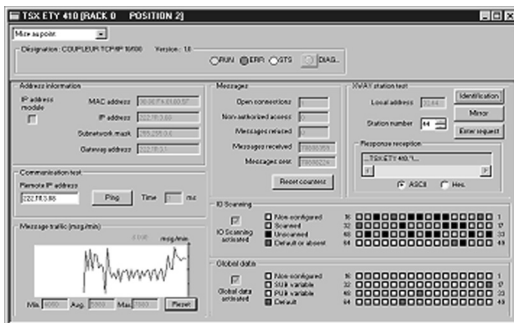 TSX ETY 410 [RACK 0 POSITION 2]
Mise au point
Désignation: COUPLEUR TCP/IP 10/100 Version: 1.0
RUN ERR STS DIAG...
Address information
IP address module
MAC address
IP address
Subnetwork mask
Gateway address
Communication test
Remote IP address
Ping Time ms
Message traffic (msg/min)
msg/min
Min. Avg. Max. Reset
Messages
Open connections
Non-authorized access
Messages refused
Messages received
Messages sent
Reset counters
XWAY station test
Local address
Station number 44
Identification
Mirror
Enter request
Response reception
...TSX ETY 410."I...
ASCII Hex.
IO Scanning
IO Scanning activated
Non-configured 16 1
Scanned 32 17
Unscanned 48 33
Default or absent 64 49
Global data
Global data activated
Non-configured 16 1
SUB variable 32 17
PUB variable 48 33
Default 64 49